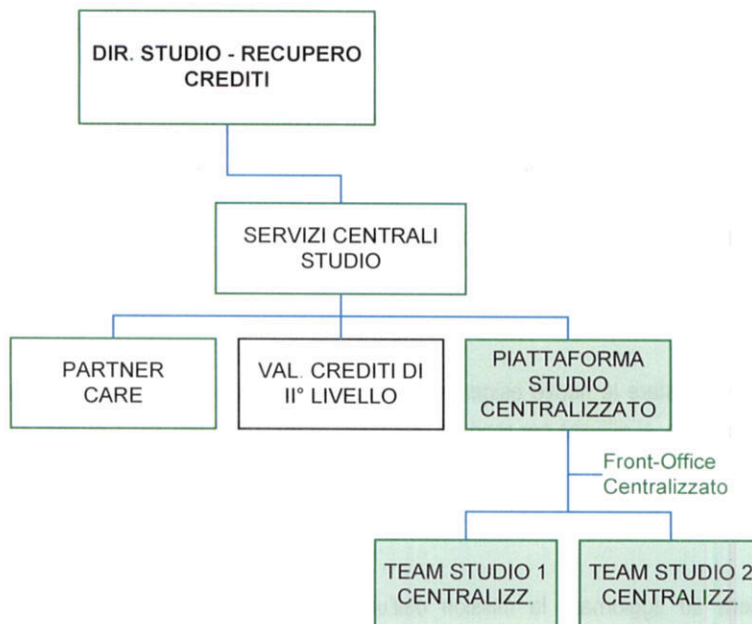 DIR. STUDIO - RECUPERO
CREDITI
SERVIZI CENTRALI
STUDIO
PARTNER
CARE
VAL. CREDITI DI
II° LIVELLO
PIATTAFORMA
STUDIO
CENTRALIZZATO
Front-Office
Centralizzato
TEAM STUDIO 1
CENTRALIZZ.
TEAM STUDIO 2
CENTRALIZZ.